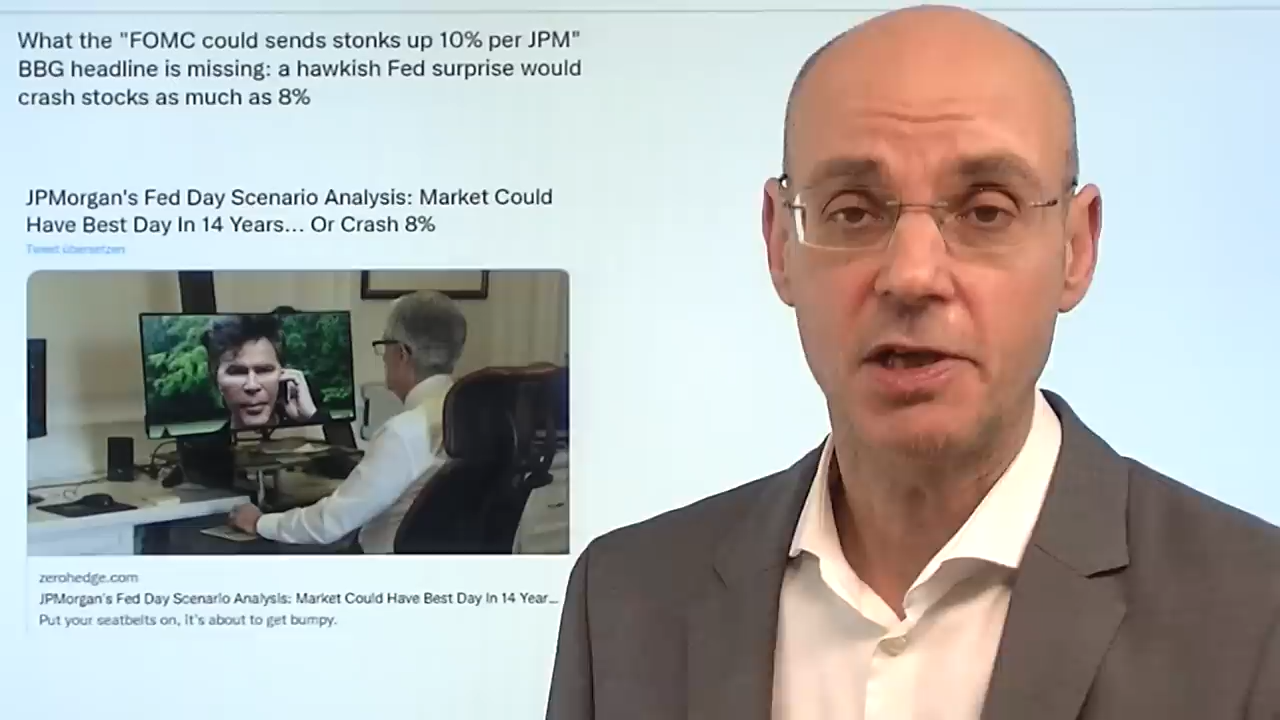 What the "FOMC could sends stonks up 10% per JPM"
BBG headline is missing: a hawkish Fed surprise would
crash stocks as much as 8%
JPMorgan's Fed Day Scenario Analysis: Market Could
Have Best Day In 14 Years... Or Crash 8%
Tweet übersetzen
zerohedge.com
JPMorgan's Fed Day Scenario Analysis: Market Could Have Best Day In 14 Year...
Put your seatbelts on, it's about to get bumpy.